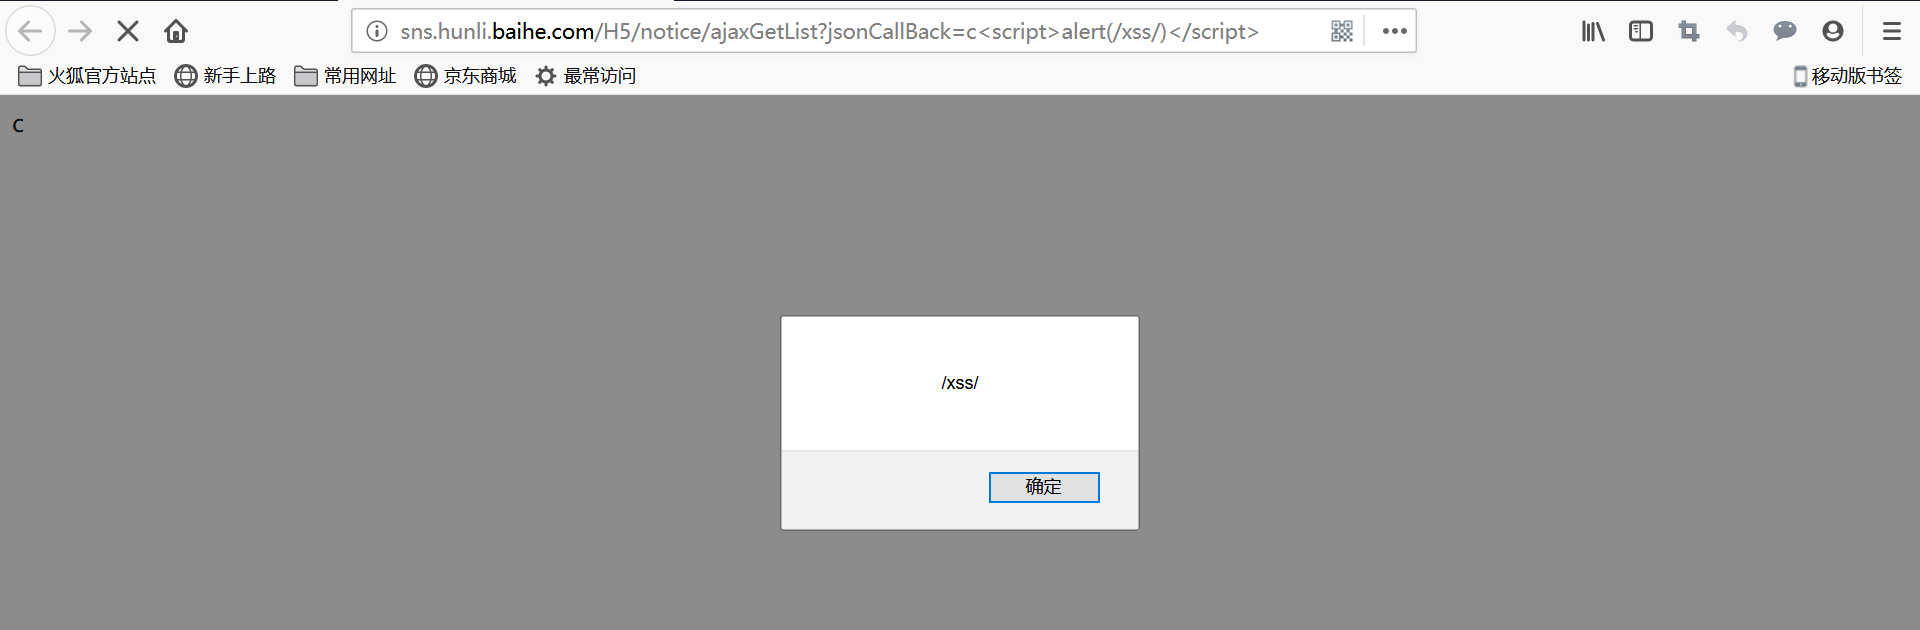 sns.hunli.baihe.com/H5/notice/ajaxGetList?jsonCallBack=c<script>alert(/xss/)</script>
火狐官方站点 新手上路 常用网址 京东商城 最常访问 移动版书签
c
/xss/
确定